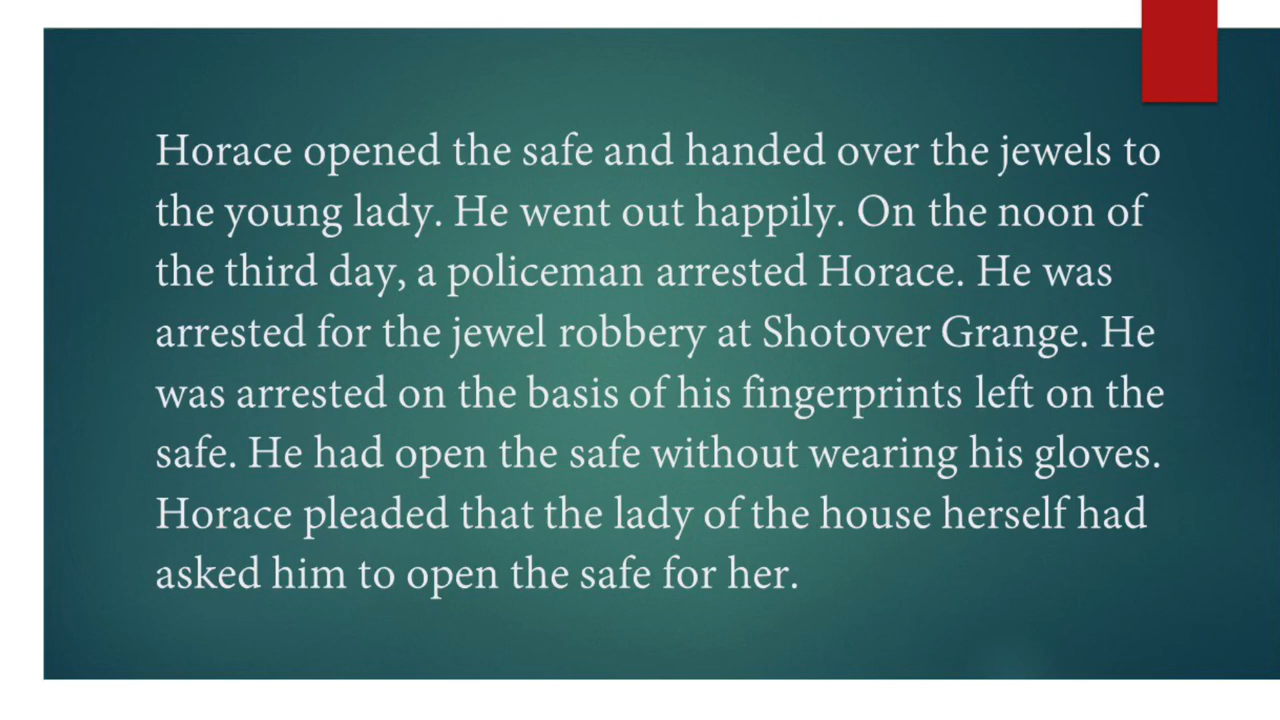 Horace opened the safe and handed over the jewels to
the young lady. He went out happily. On the noon of
the third day, a policeman arrested Horace. He was
arrested for the jewel robbery at Shotover Grange. He
was arrested on the basis of his fingerprints left on the
safe. He had open the safe without wearing his gloves.
Horace pleaded that the lady of the house herself had
asked him to open the safe for her.